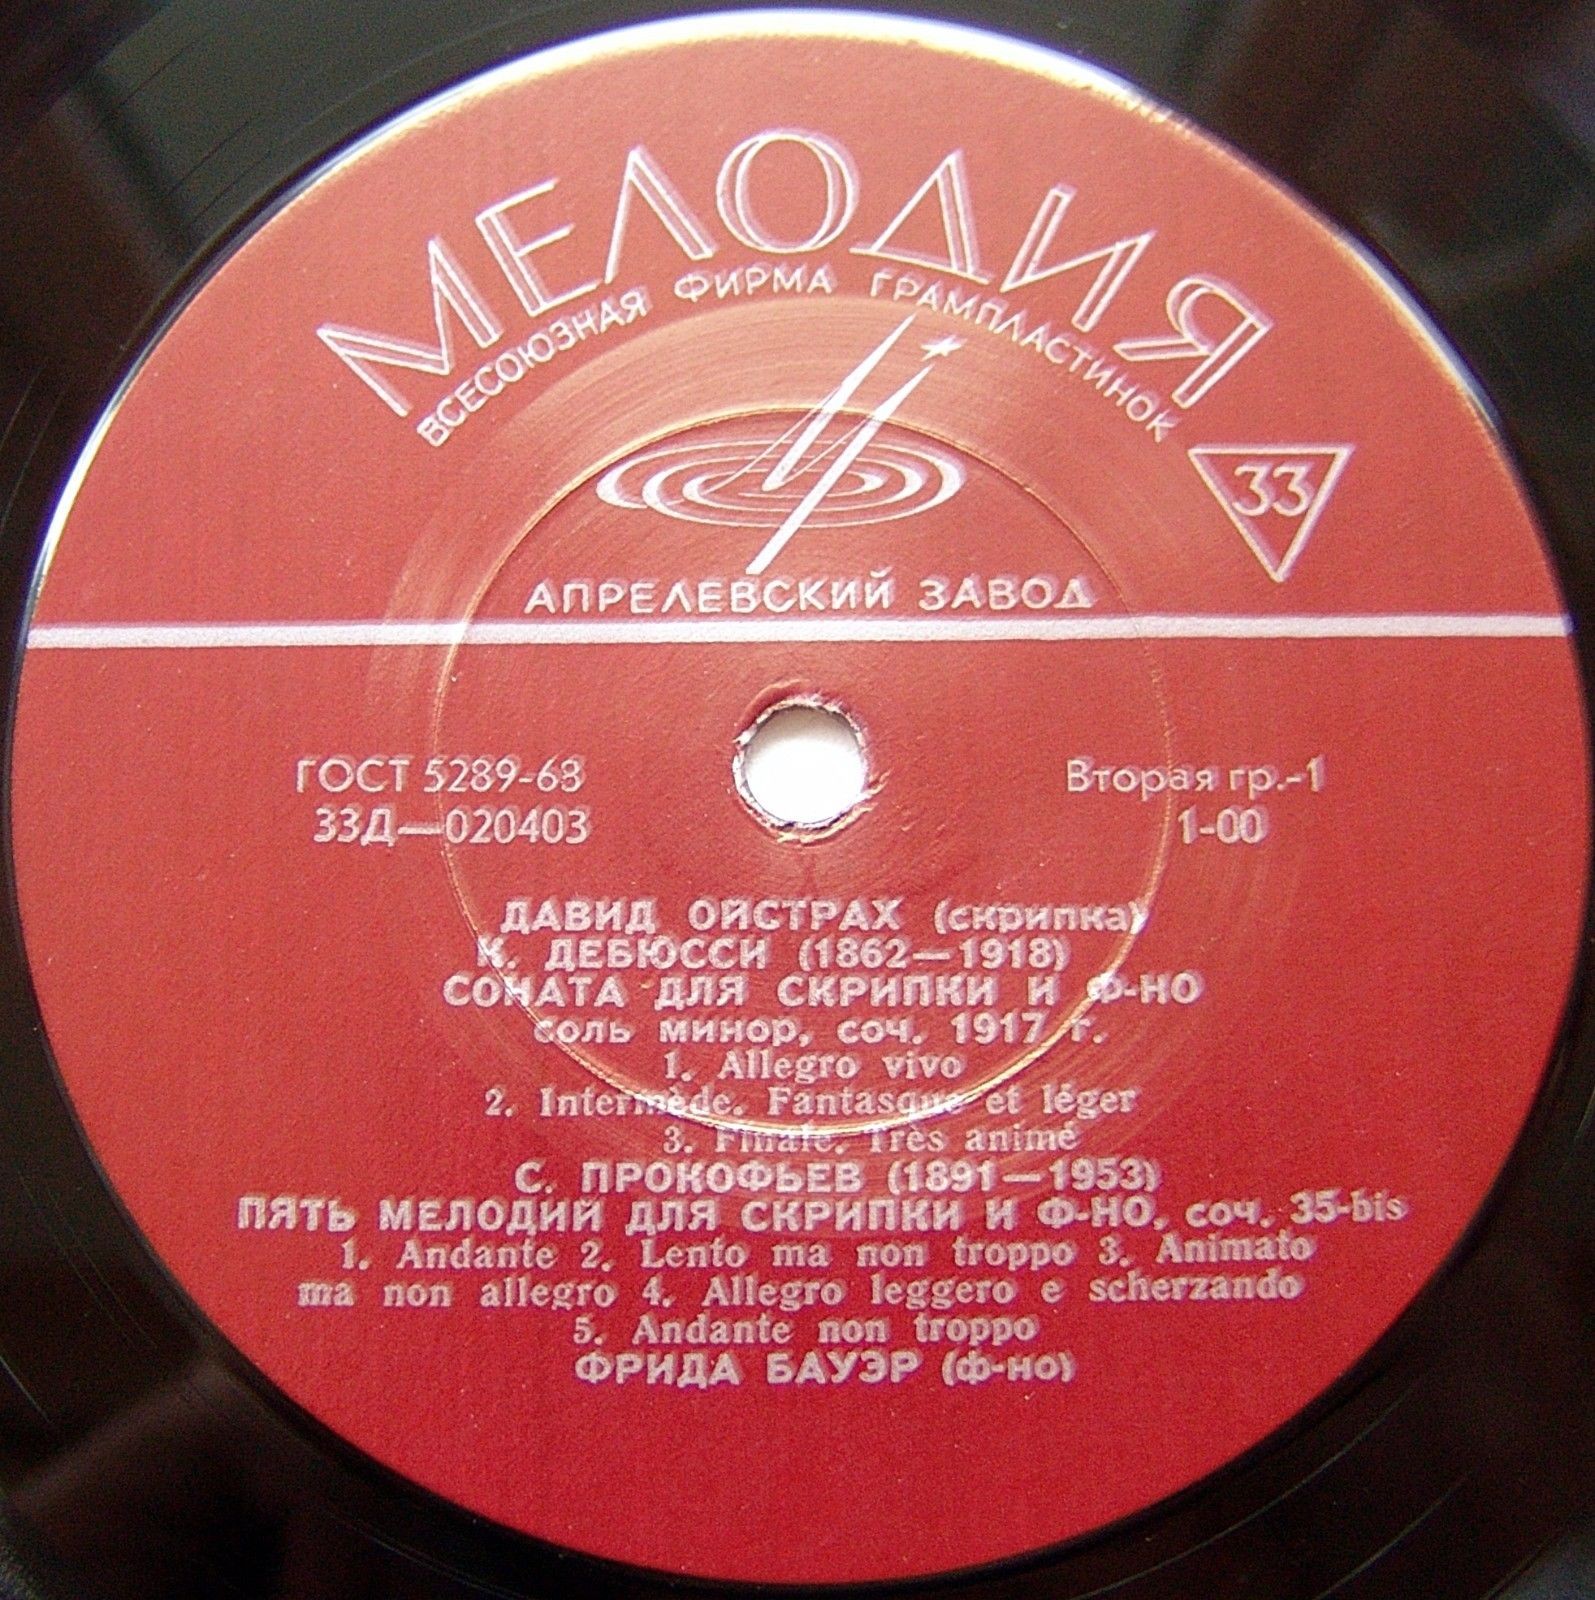 МЕЛОДИЯ
ВСЕСОЮЗНАЯ ФИРМА ГРАМПЛАСТИНОК
33
АПРЕЛЕВСКИЙ ЗАВОД
ГОСТ 5289-68
Вторая гр.-1
33Д—020403
1-00
ДАВИД ОЙСТРАХ (скрипка)
К. ДЕБЮССИ (1862—1918)
СОНАТА ДЛЯ СКРИПКИ И Ф-НО
соль минор, соч. 1917 г.
1. Allegro vivo
2. Intermède. Fantasque et léger
3. Finale. Très animé
С. ПРОКОФЬЕВ (1891—1953)
ПЯТЬ МЕЛОДИЙ ДЛЯ СКРИПКИ И Ф-НО, соч. 35-bis
1. Andante 2. Lento ma non troppo 3. Animato
ma non allegro 4. Allegro leggero e scherzando
5. Andante non troppo
ФРИДА БАУЭР (ф-но)